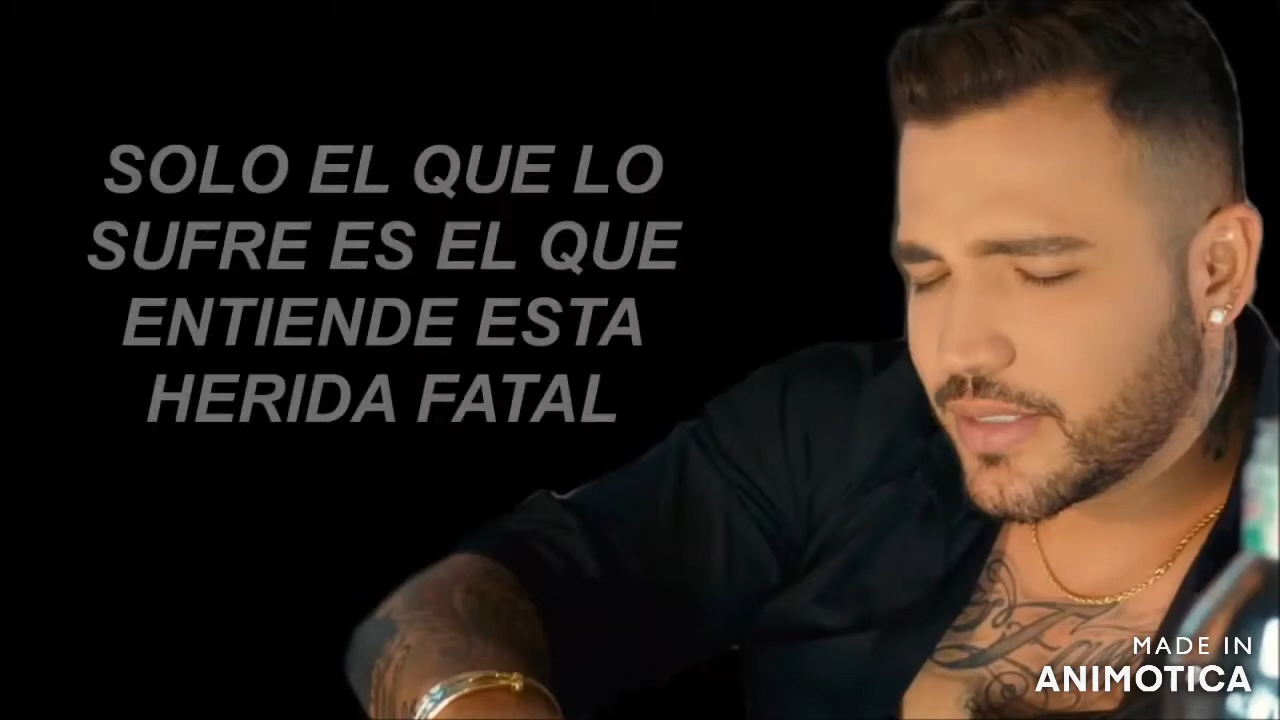 SOLO EL QUE LO
SUFRE ES EL QUE
ENTIENDE ESTA
HERIDA FATAL
MADE IN
ANIMOTICA